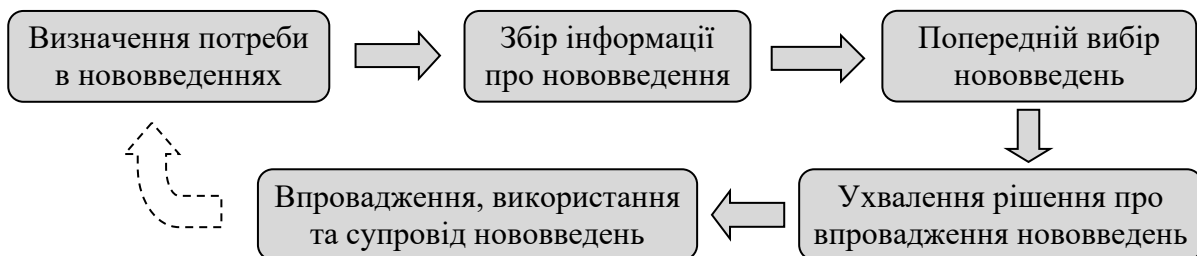 Визначення потреби
в нововведеннях
Збір інформації
про нововведення
Попередній вибір
нововведень
Ухвалення рішення про
впровадження нововведень
Впровадження, використання
та супровід нововведень